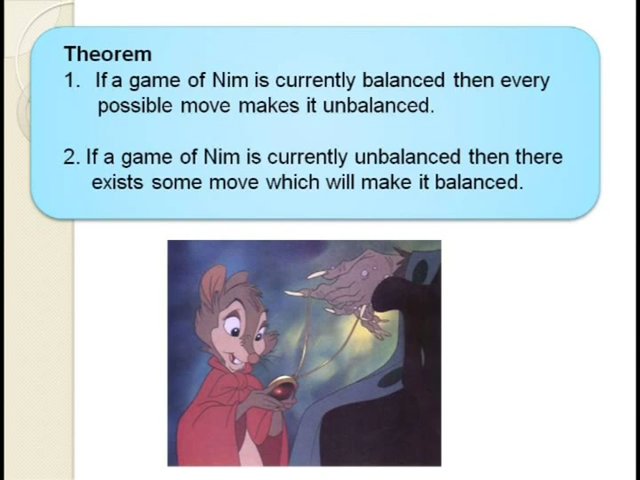 Theorem
1. If a game of Nim is currently balanced then every
possible move makes it unbalanced.
2. If a game of Nim is currently unbalanced then there
exists some move which will make it balanced.